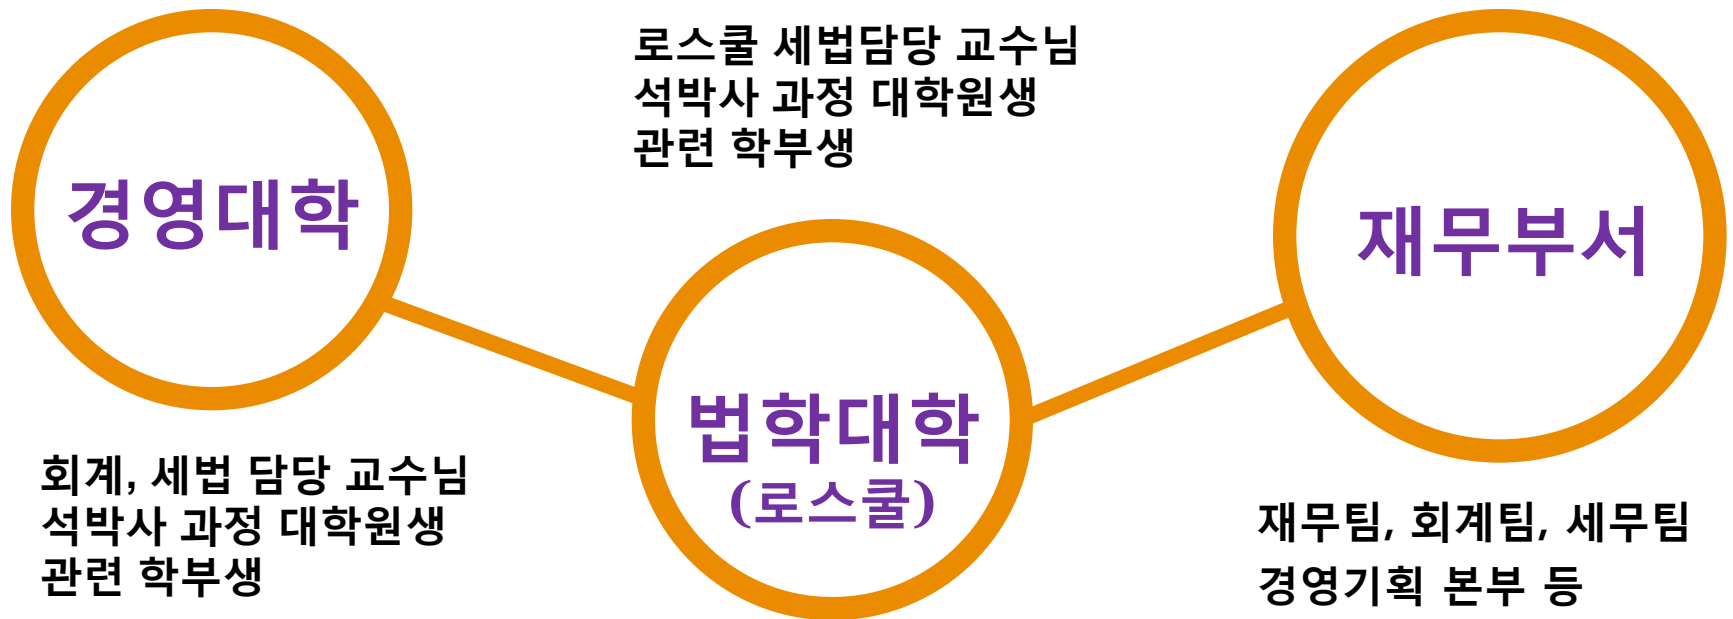 경영대학
회계, 세법 담당 교수님
석박사 과정 대학원생
관련 학부생
로스쿨 세법담당 교수님
석박사 과정 대학원생
관련 학부생
법학대학
(로스쿨)
재무부서
재무팀, 회계팀, 세무팀
경영기획 본부 등